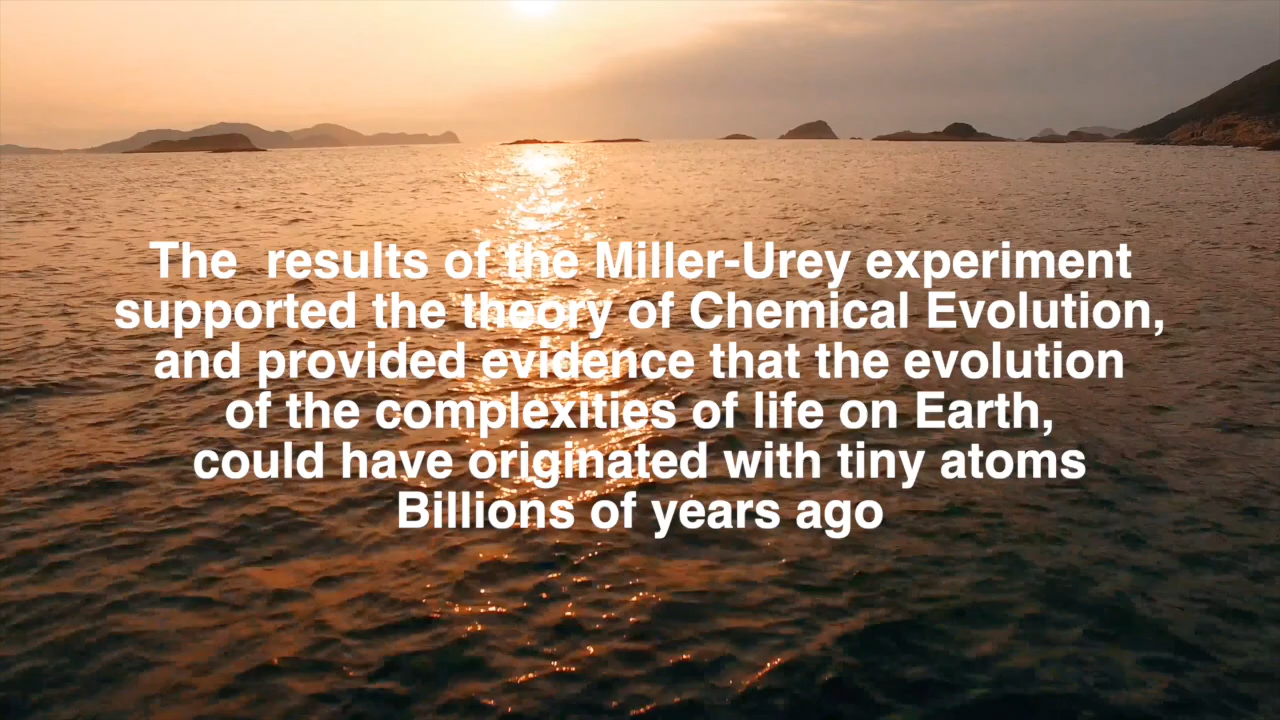 The  results of the Miller-Urey experiment
supported the theory of Chemical Evolution,
and provided evidence that the evolution
of the complexities of life on Earth,
could have originated with tiny atoms
Billions of years ago